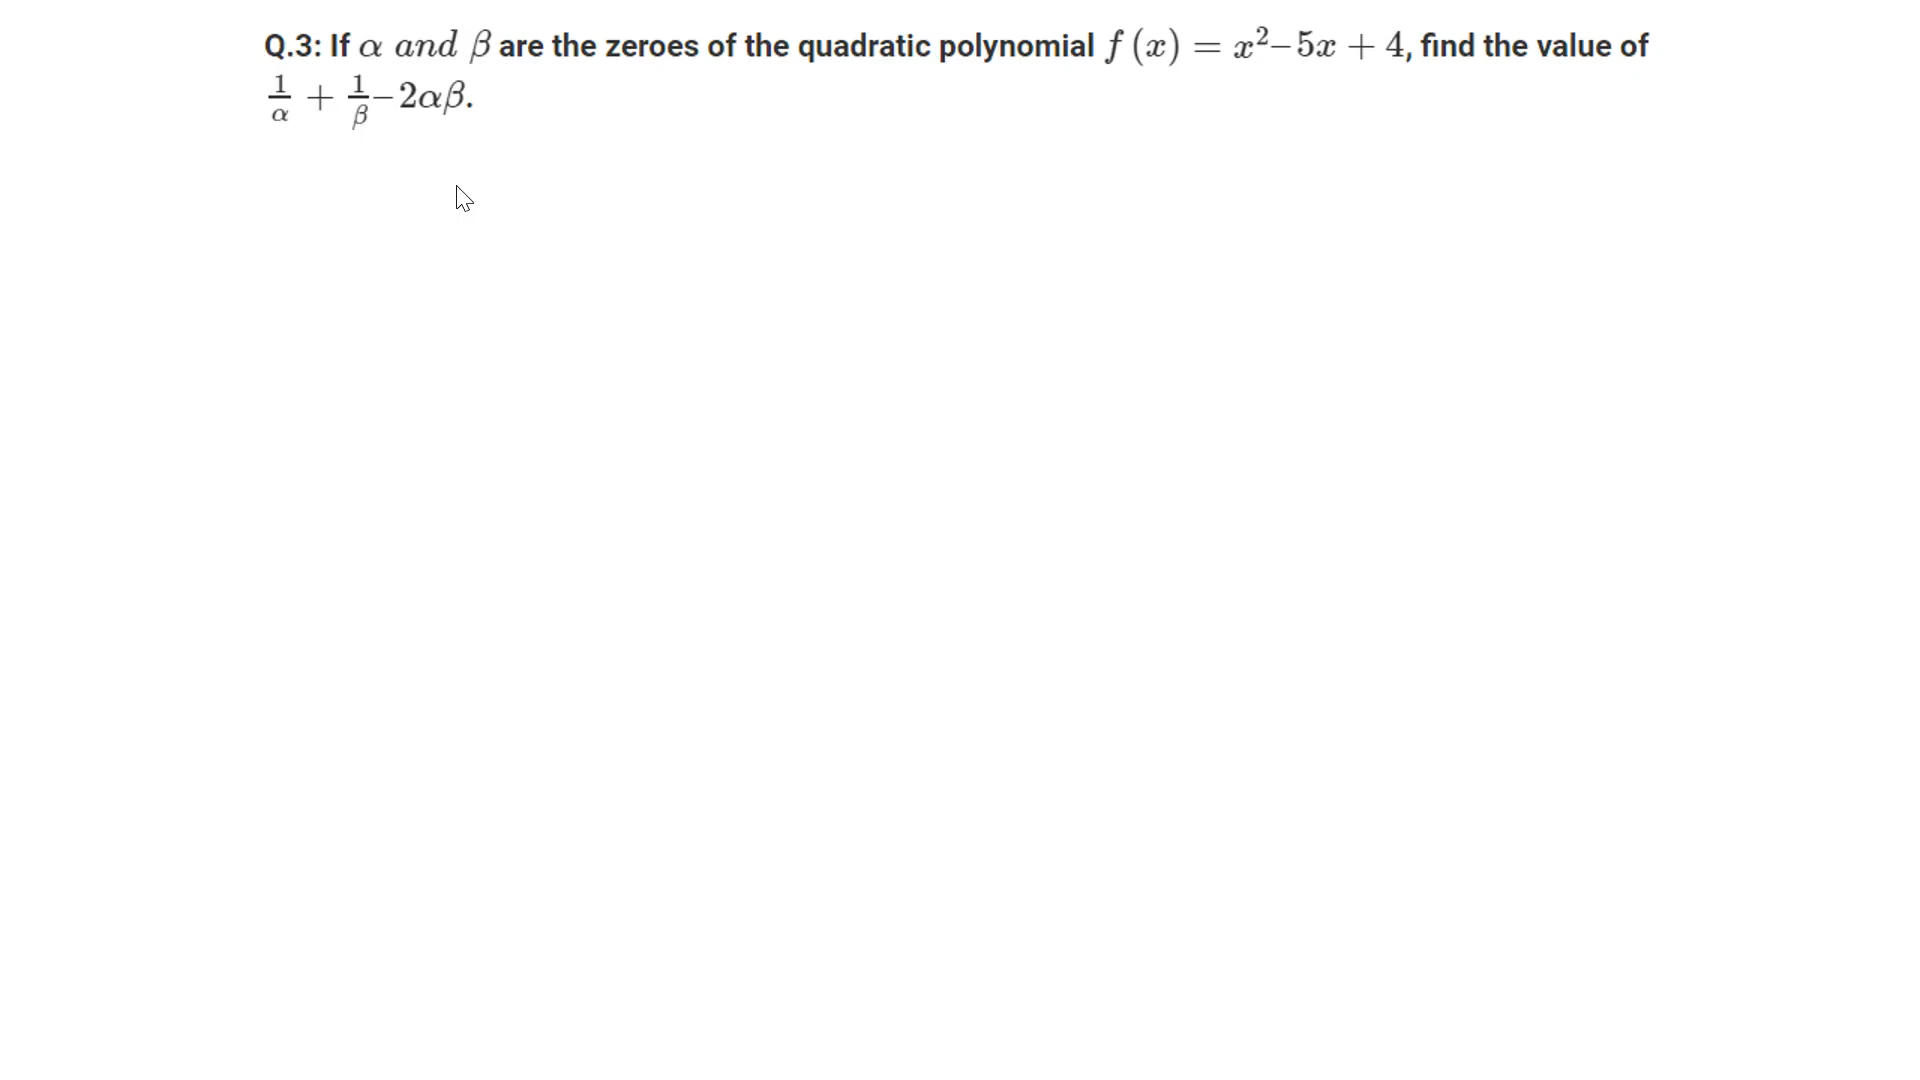 Q.3: If α and β are the zeroes of the quadratic polynomial f (x) = x²–5x + 4, find the value of
1/α + 1/β – 2αβ.